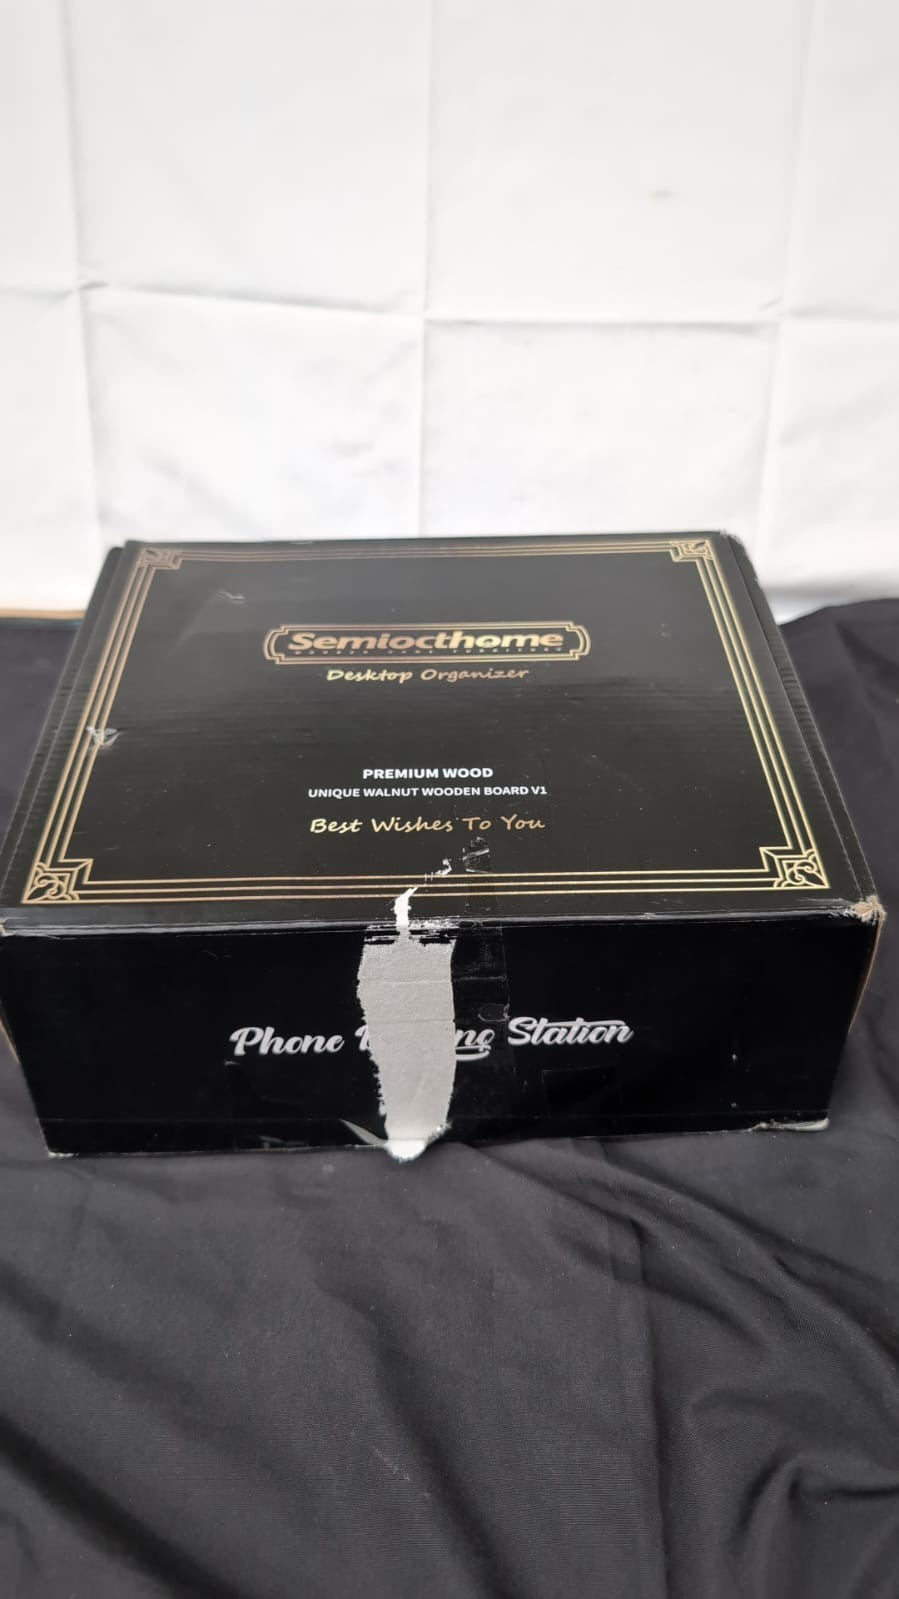 Semiocthome
Desktop Organizer
PREMIUM WOOD
UNIQUE WALNUT WOODEN BOARD V1
Best Wishes To You
Phone Station